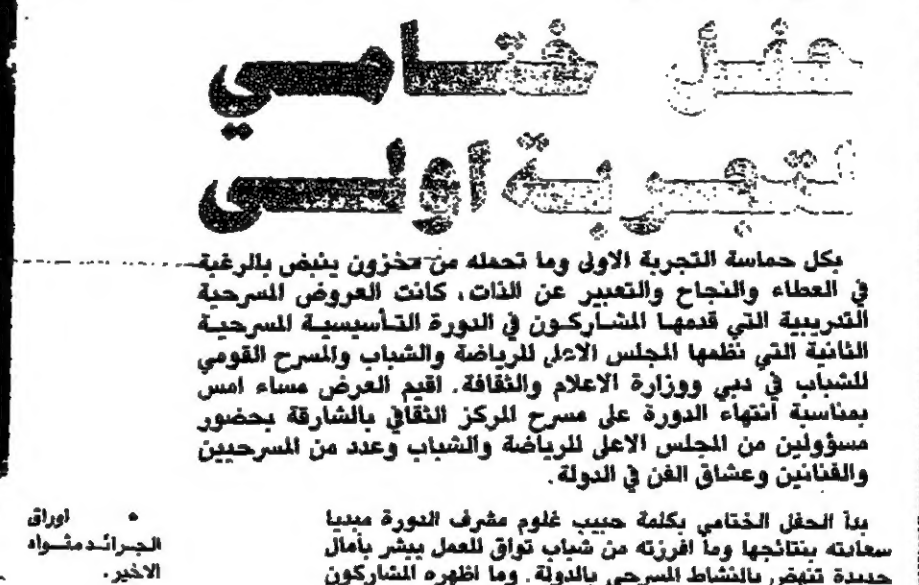 حفل ختامي
لتجربة اولى
بكل حماسة التجربة الاولى وما تحمله من مخزون ينبض بالرغبة
في العطاء والنجاح والتعبير عن الذات، كانت العروض المسرحية
التدريبية التي قدمها المشاركون في الدورة التأسيسية المسرحية
الثانية التي نظمها المجلس الاعلى للرياضة والشباب والمسرح القومي
للشباب في دبي ووزارة الاعلام والثقافة. اقيم العرض مساء امس
بمناسبة انتهاء الدورة على مسرح المركز الثقافي بالشارقة بحضور
مسؤولين من المجلس الاعلى للرياضة والشباب وعدد من المسرحيين
والفنانين وعشاق الفن في الدولة.
بدأ الحفل الختامي بكلمة حبيب غلوم مشرف الدورة مبديا
سعادته بنتائجها وما افرزته من شباب تواق للعمل يبشر بأمال
جديدة تنهض بالنشاط المسرحي بالدولة. وما اظهره المشاركون
• اوراق
الجرائد مثواه
الاخير.